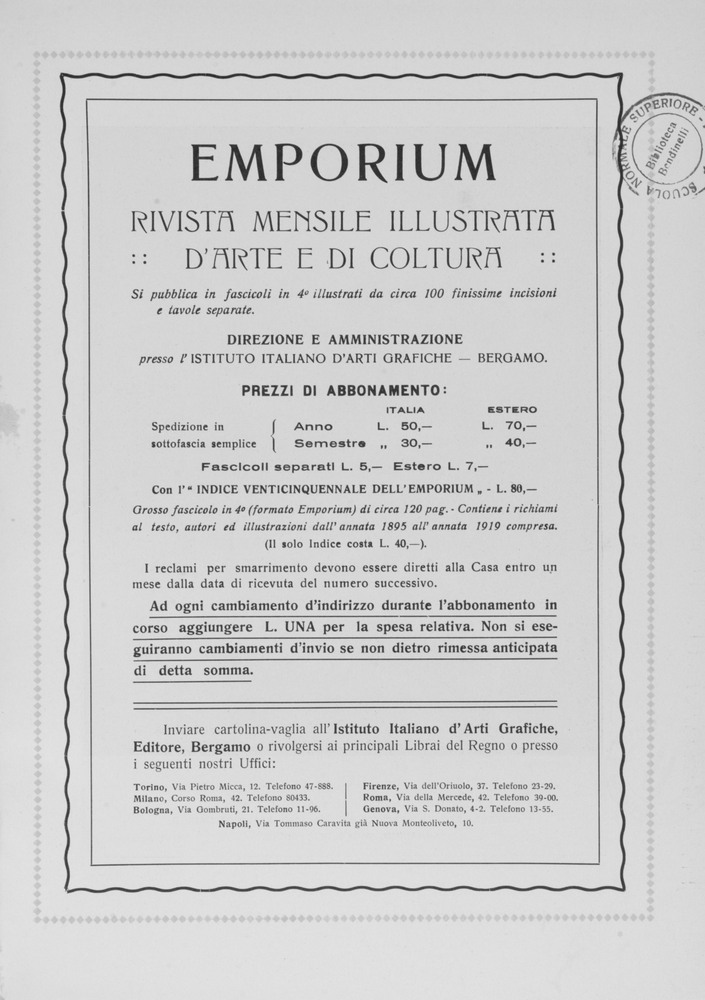 EMPORIUM
RIVISTA MENSILE ILLUSTRATA
:: D'ARTE E DI COLTURA ::
Si pubblica in fascicoli in 4º illustrati da circa 100 finissime incisioni
e tavole separate.
DIREZIONE E AMMINISTRAZIONE
presso l' ISTITUTO ITALIANO D'ARTI GRAFICHE — BERGAMO.
PREZZI DI ABBONAMENTO:
ITALIA ESTERO
Spedizione in { Anno L. 50,— L. 70,—
sottofascia semplice { Semestre „ 30,— „ 40,—
Fascicoli separati L. 5,— Estero L. 7,—
Con l'“ INDICE VENTICINQUENNALE DELL'EMPORIUM „ - L. 80,—
Grosso fascicolo in 4º (formato Emporium) di circa 120 pag. - Contiene i richiami
al testo, autori ed illustrazioni dall' annata 1895 all' annata 1919 compresa.
(Il solo Indice costa L. 40,—).
I reclami per smarrimento devono essere diretti alla Casa entro un
mese dalla data di ricevuta del numero successivo.
Ad ogni cambiamento d'indirizzo durante l'abbonamento in
corso aggiungere L. UNA per la spesa relativa. Non si ese-
guiranno cambiamenti d'invio se non dietro rimessa anticipata
di detta somma.
Inviare cartolina-vaglia all' Istituto Italiano d' Arti Grafiche,
Editore, Bergamo o rivolgersi ai principali Librai del Regno o presso
i seguenti nostri Uffici:
Torino, Via Pietro Micca, 12. Telefono 47-888.
Milano, Corso Roma, 42. Telefono 80433.
Bologna, Via Gombruti, 21. Telefono 11-96.
Firenze, Via dell'Oriuolo, 37. Telefono 23-29.
Roma, Via della Mercede, 42. Telefono 39-00.
Genova, Via S. Donato, 4-2. Telefono 13-55.
Napoli, Via Tommaso Caravita già Nuova Monteoliveto, 10.
SCUOLA NORMALE SUPERIORE -
Biblioteca
Bendinelli